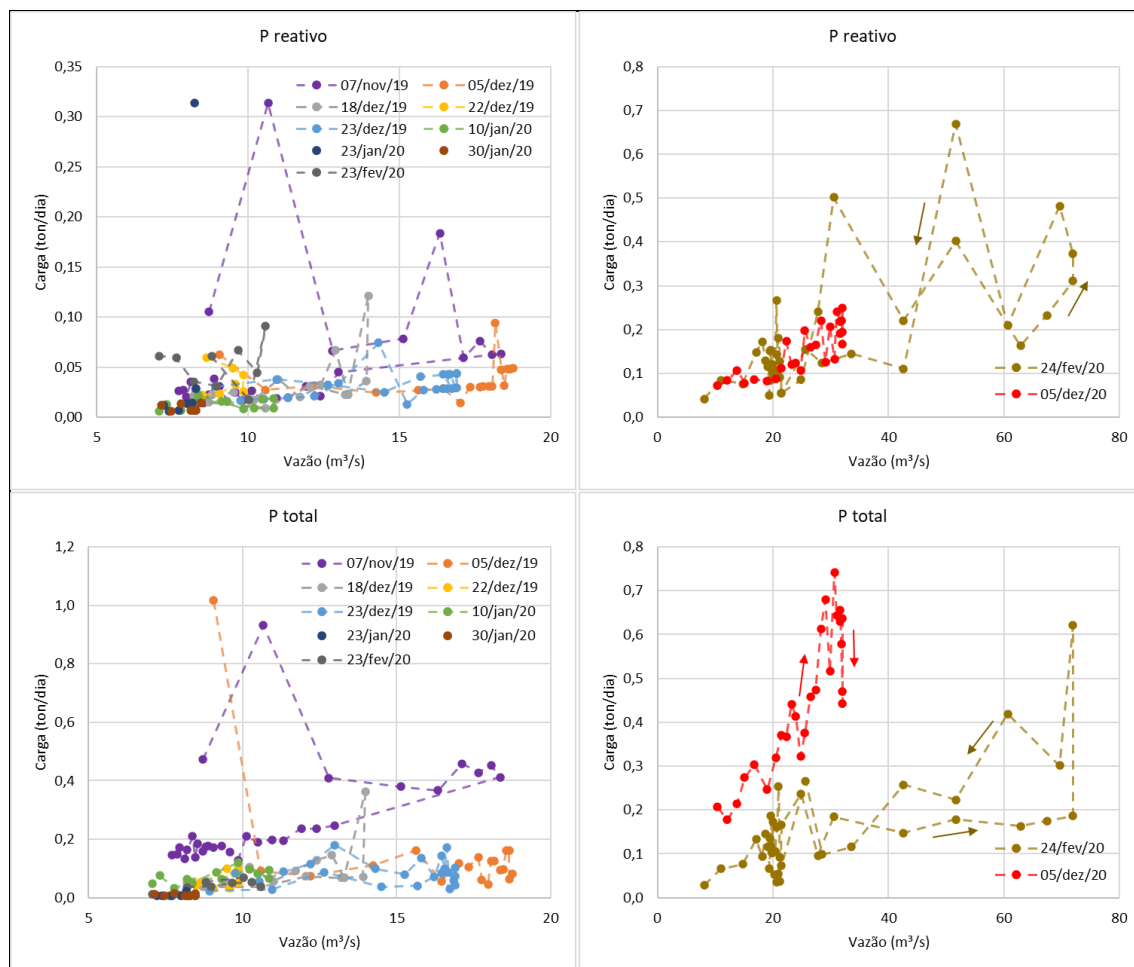 P reativo
0,35
0,30
0,25
0,20
0,15
0,10
0,05
0,00
5 10 15 20
Carga (ton/dia)
Vazão (m³/s)
07/nov/19 05/dez/19
18/dez/19 22/dez/19
23/dez/19 10/jan/20
23/jan/20 30/jan/20
23/fev/20
P reativo
0,8
0,7
0,6
0,5
0,4
0,3
0,2
0,1
0,0
0 20 40 60 80
Carga (ton/dia)
Vazão (m³/s)
24/fev/20
05/dez/20
P total
1,2
1,0
0,8
0,6
0,4
0,2
0,0
5 10 15 20
Carga (ton/dia)
Vazão (m³/s)
07/nov/19 05/dez/19
18/dez/19 22/dez/19
23/dez/19 10/jan/20
23/jan/20 30/jan/20
23/fev/20
P total
0,8
0,7
0,6
0,5
0,4
0,3
0,2
0,1
0,0
0 20 40 60 80
Carga (ton/dia)
Vazão (m³/s)
24/fev/20
05/dez/20